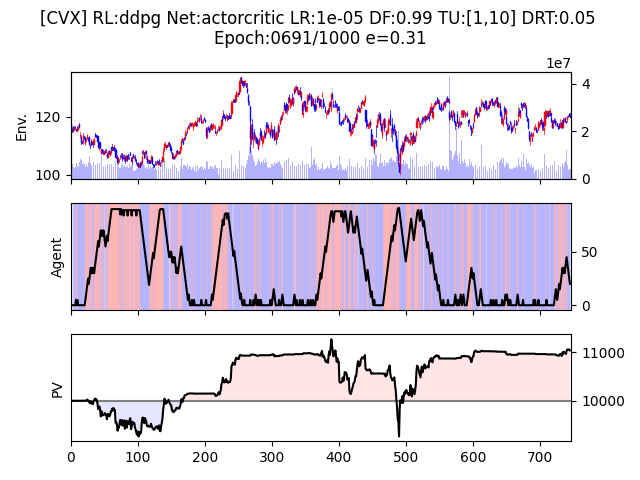 [CVX] RL:ddpg Net:actorcritic LR:1e-05 DF:0.99 TU:[1,10] DRT:0.05
Epoch:0691/1000 e=0.31
1e7
Env.
120
100
4
2
0
Agent
50
0
PV
11000
10000
0
100
200
300
400
500
600
700